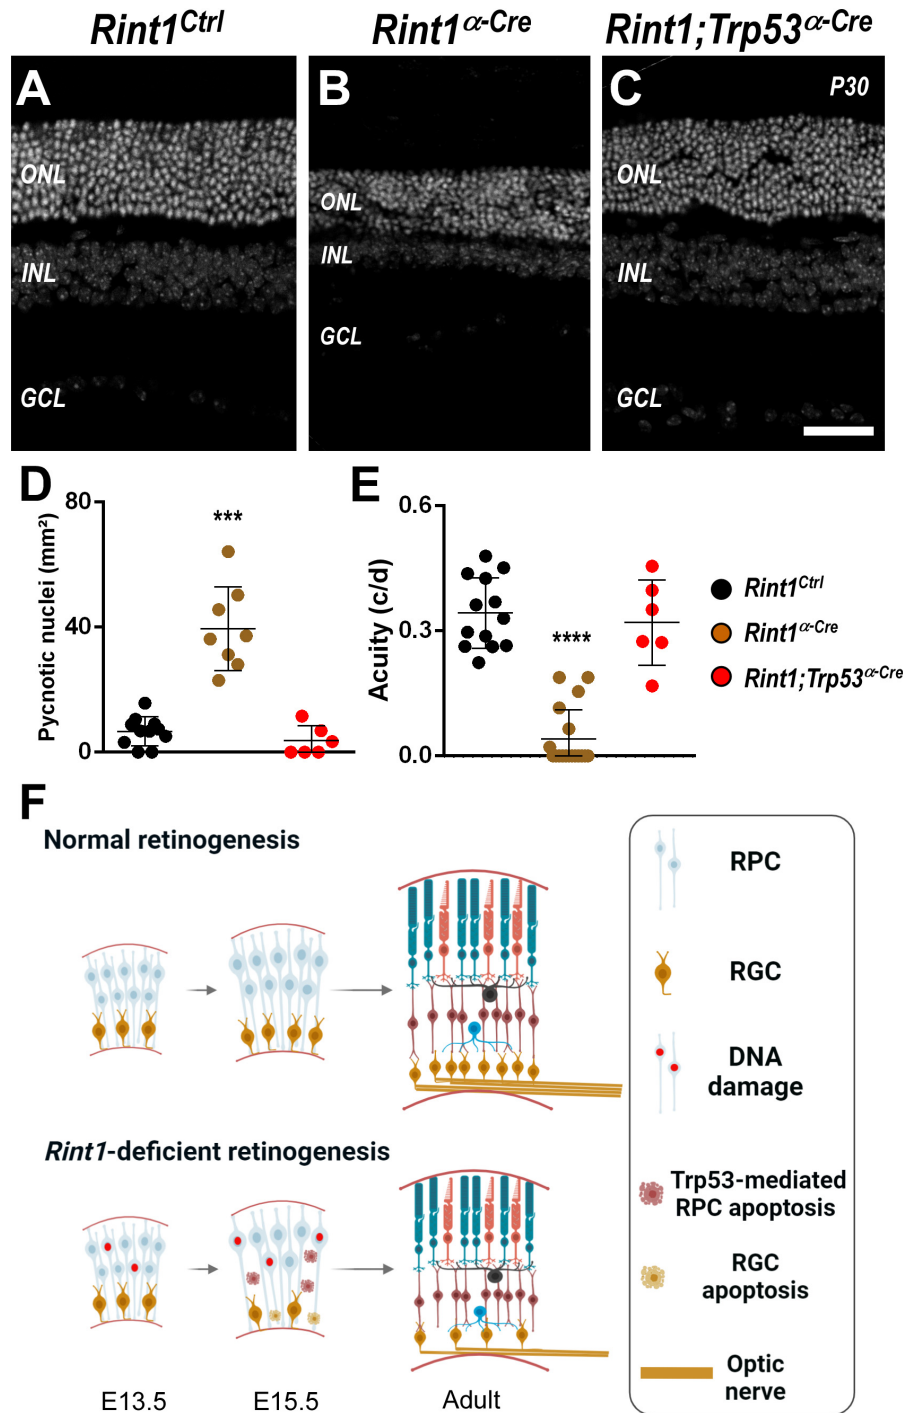 Rint1Ctrl Rint1α-Cre Rint1;Trp53α-Cre
A B C P30
ONL ONL ONL
INL INL INL
GCL GCL GCL
D E
Pycnotic nuclei (mm²)
80
40
0
***
Acuity (c/d)
0.6
0.3
0.0
****
Rint1Ctrl
Rint1α-Cre
Rint1;Trp53α-Cre
F
Normal retinogenesis
Rint1-deficient retinogenesis
E13.5 E15.5 Adult
RPC
RGC
DNA
damage
Trp53-mediated
RPC apoptosis
RGC
apoptosis
Optic
nerve